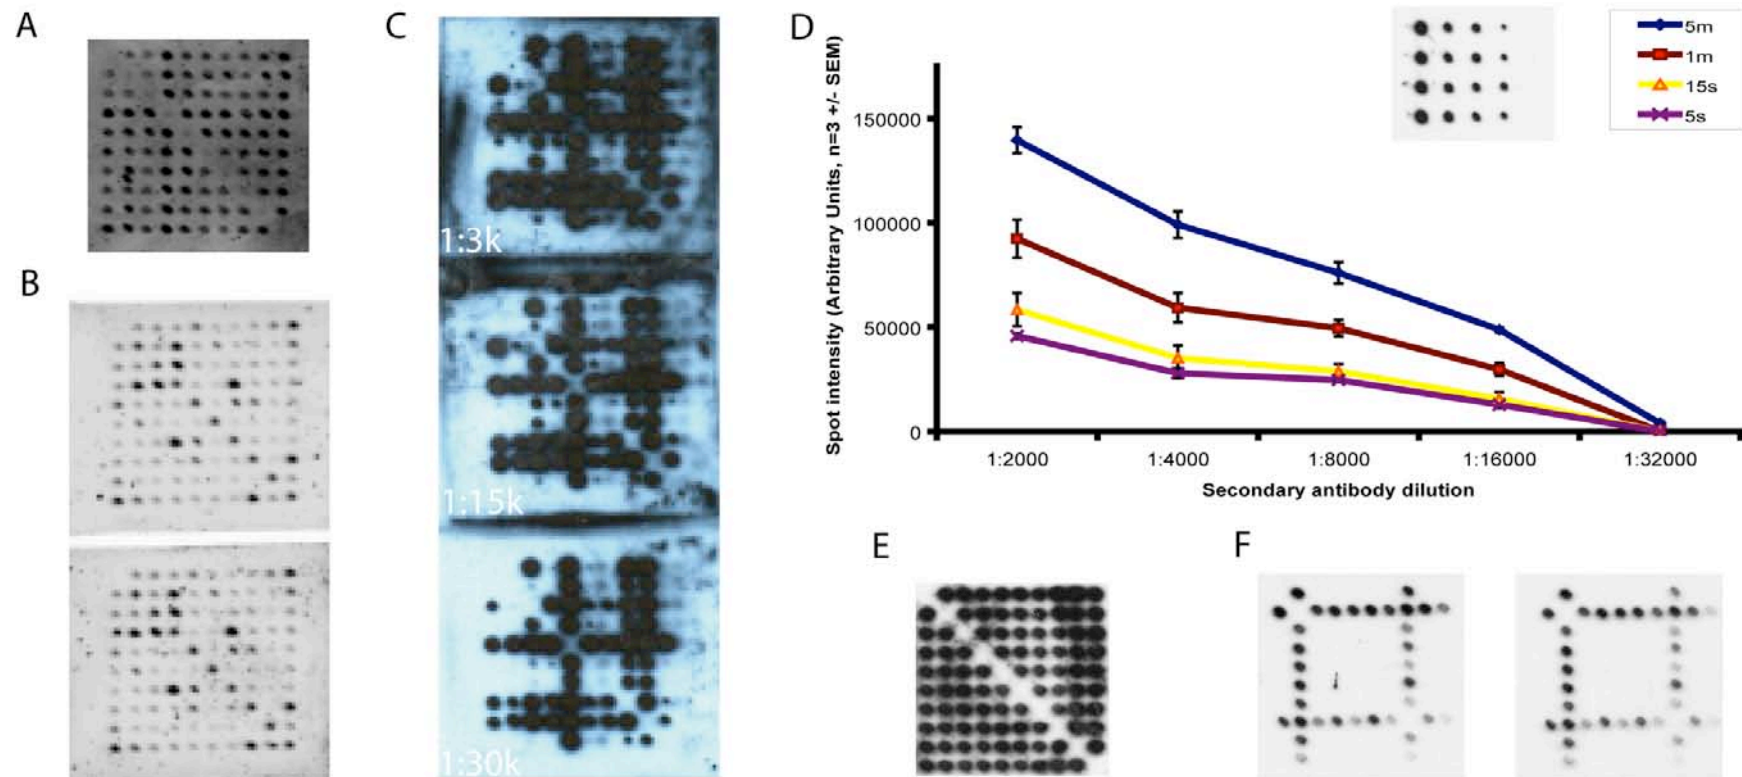 A
B
C
1:3k
1:15k
1:30k
D
Spot intensity (Arbitrary Units, n=3 +/- SEM)
150000
100000
50000
0
1:2000
1:4000
1:8000
1:16000
1:32000
Secondary antibody dilution
5m
1m
15s
5s
E
F